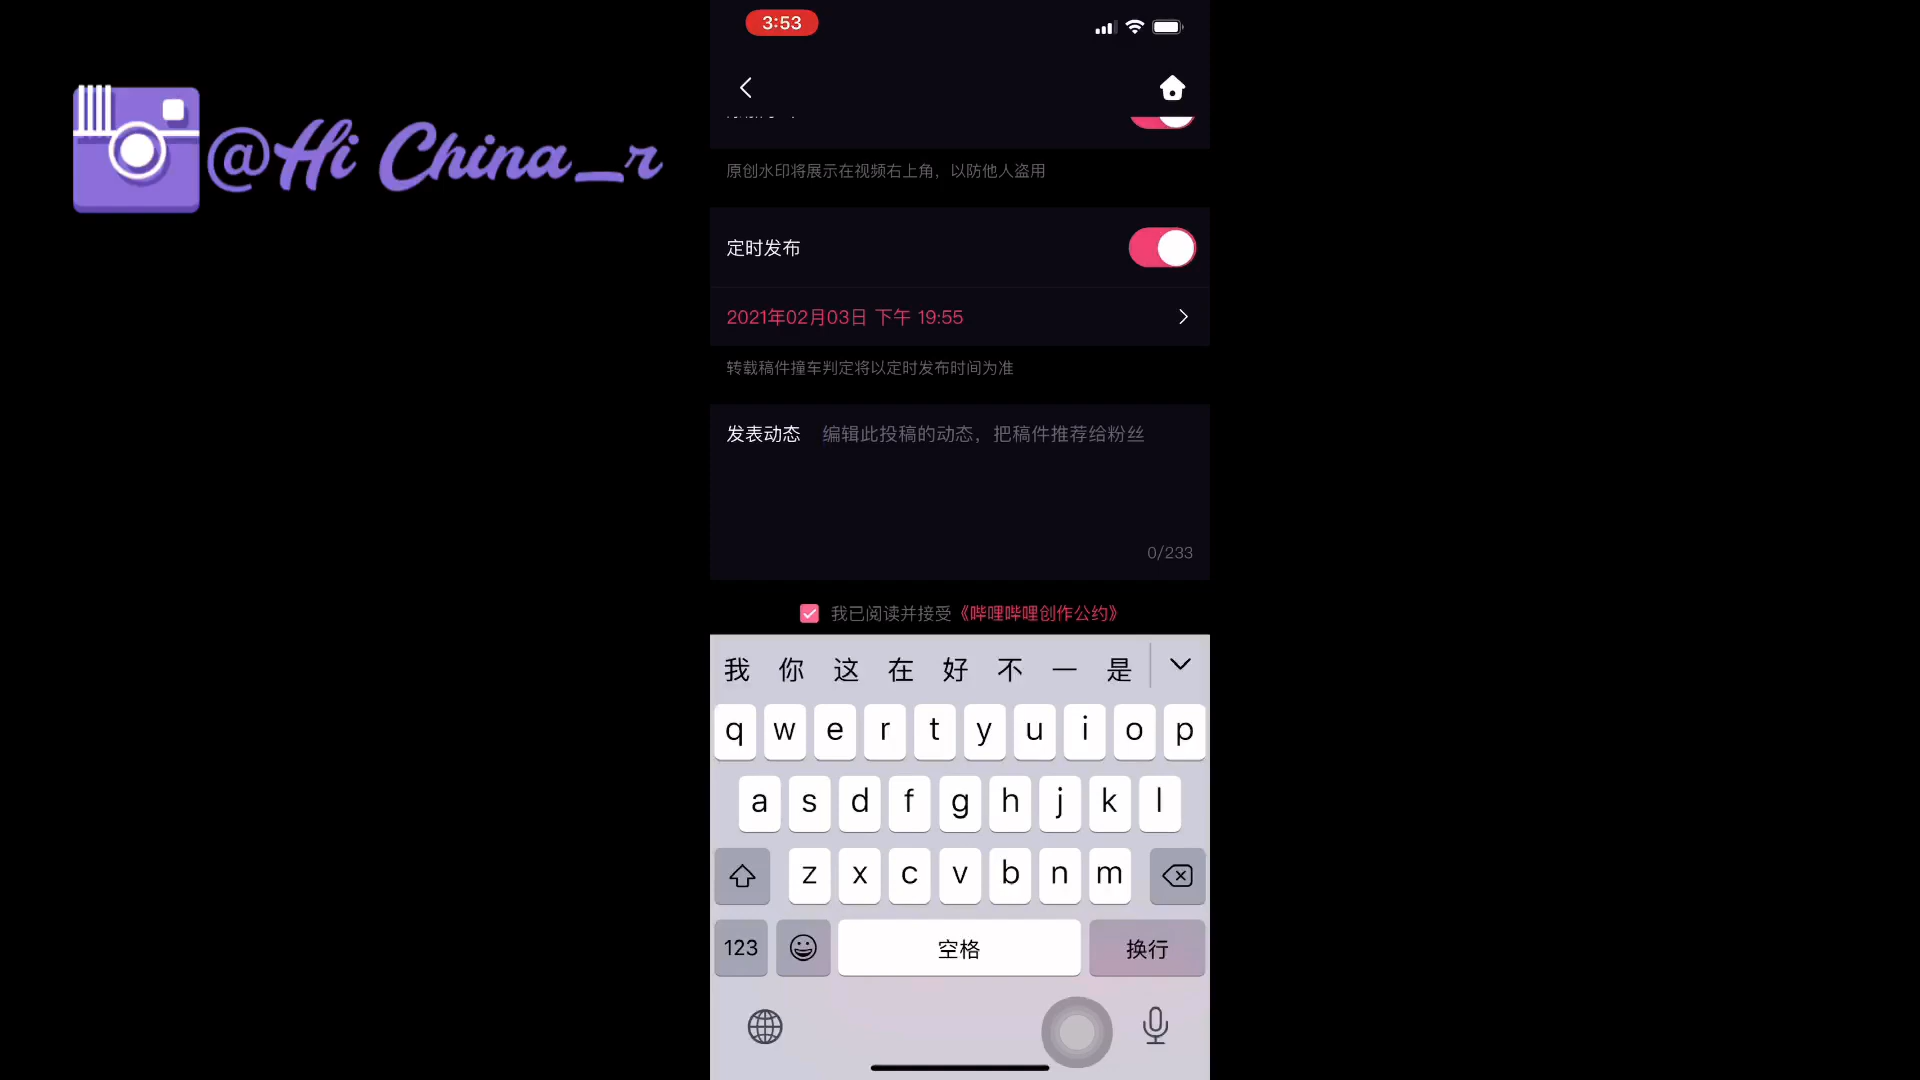 3:53
@Hi China_r
原创水印将展示在视频右上角，以防他人盗用
定时发布
2021年02月03日 下午 19:55
转载稿件撞车判定将以定时发布时间为准
发表动态 编辑此投稿的动态，把稿件推荐给粉丝
0/233
我已阅读并接受《哔哩哔哩创作公约》
我 你 这 在 好 不 一 是
q w e r t y u i o p
a s d f g h j k l
z x c v b n m
123 空格 换行